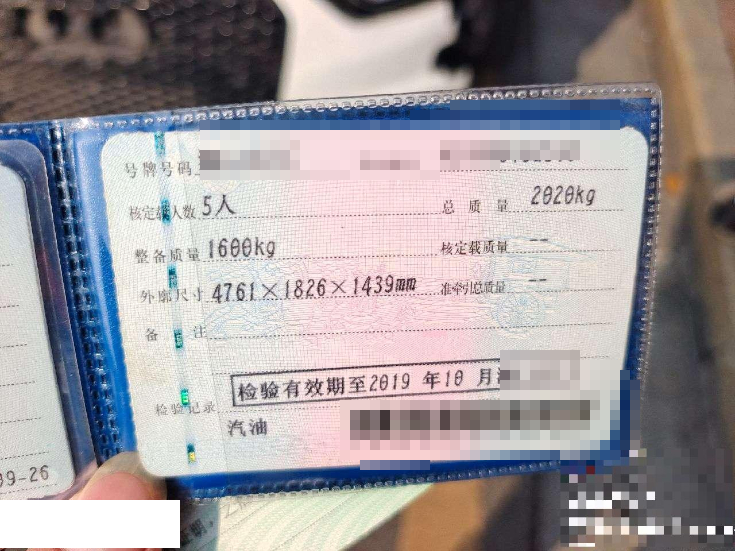 号牌号码
核定载人数 5人 总质量 2020kg
整备质量 1600kg 核定载质量 --
外廓尺寸 4761×1826×1439mm 准牵引总质量 --
备注
检验有效期至2019 年10 月
检验记录
汽油
09-26